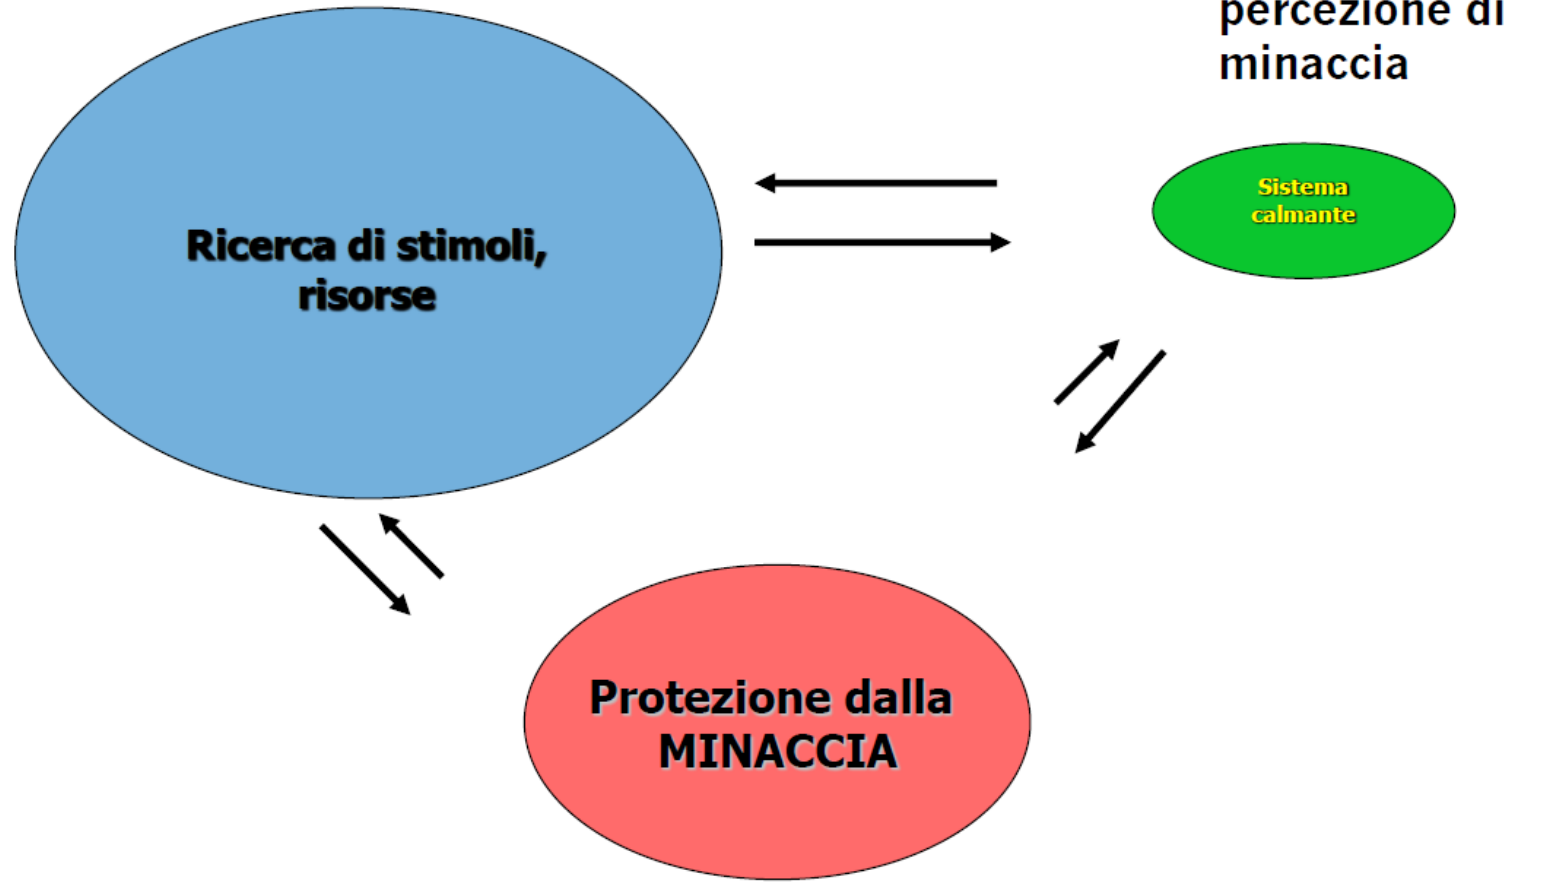 percezione di
minaccia
Sistema
calmante
Ricerca di stimoli,
risorse
Protezione dalla
MINACCIA